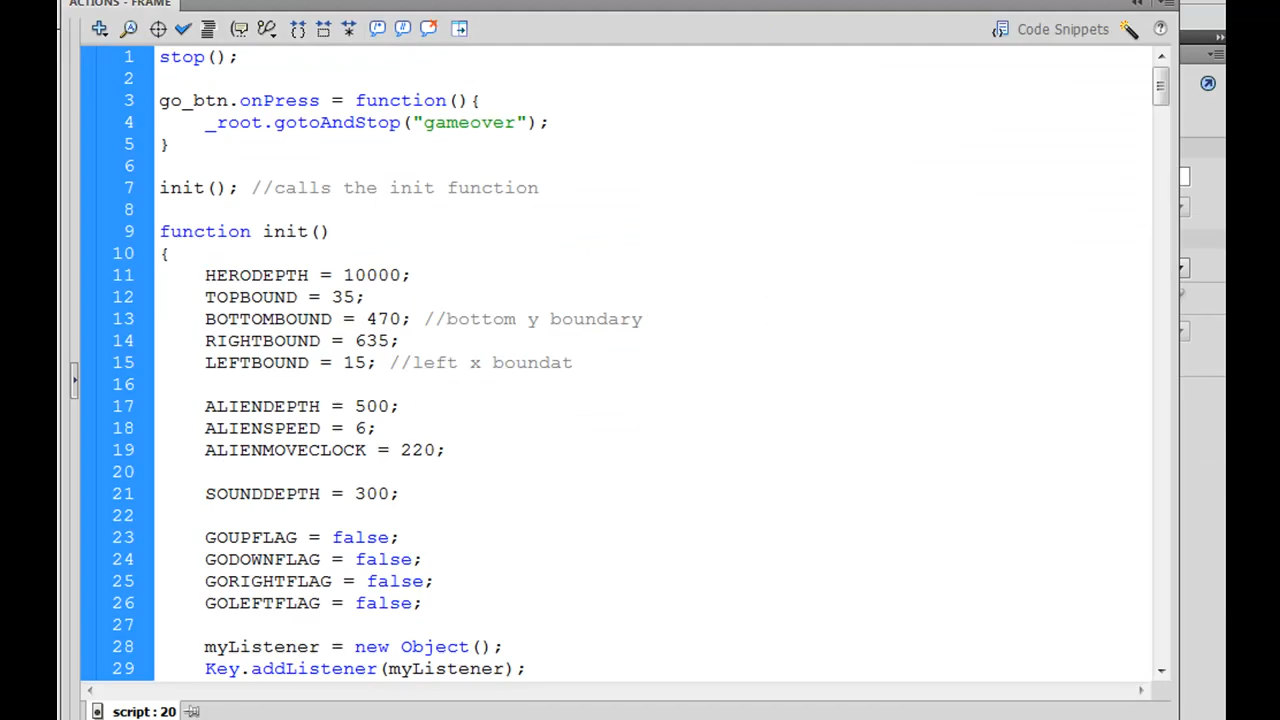 ACTIONS - FRAME
Code Snippets
1 stop();
2
3 go_btn.onPress = function(){
4 _root.gotoAndStop("gameover");
5 }
6
7 init(); //calls the init function
8
9 function init()
10 {
11 HERODEPTH = 10000;
12 TOPBOUND = 35;
13 BOTTOMBOUND = 470; //bottom y boundary
14 RIGHTBOUND = 635;
15 LEFTBOUND = 15; //left x boundat
16
17 ALIENDEPTH = 500;
18 ALIENSPEED = 6;
19 ALIENMOVECLOCK = 220;
20
21 SOUNDDEPTH = 300;
22
23 GOUPFLAG = false;
24 GODOWNFLAG = false;
25 GORIGHTFLAG = false;
26 GOLEFTFLAG = false;
27
28 myListener = new Object();
29 Key.addListener(myListener);
script : 20